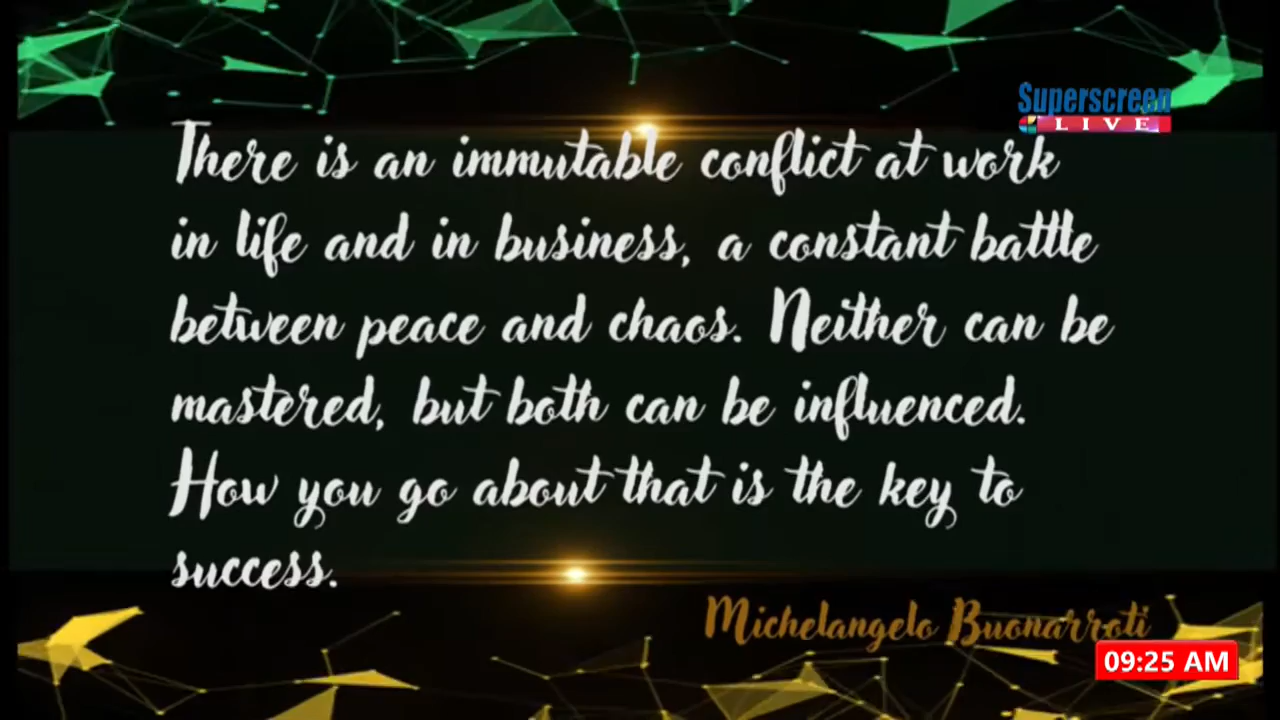 Superscreen
LIVE
There is an immutable conflict at work
in life and in business, a constant battle
between peace and chaos. Neither can be
mastered, but both can be influenced.
How you go about that is the key to
success.
Michelangelo Buonarroti
09:25 AM